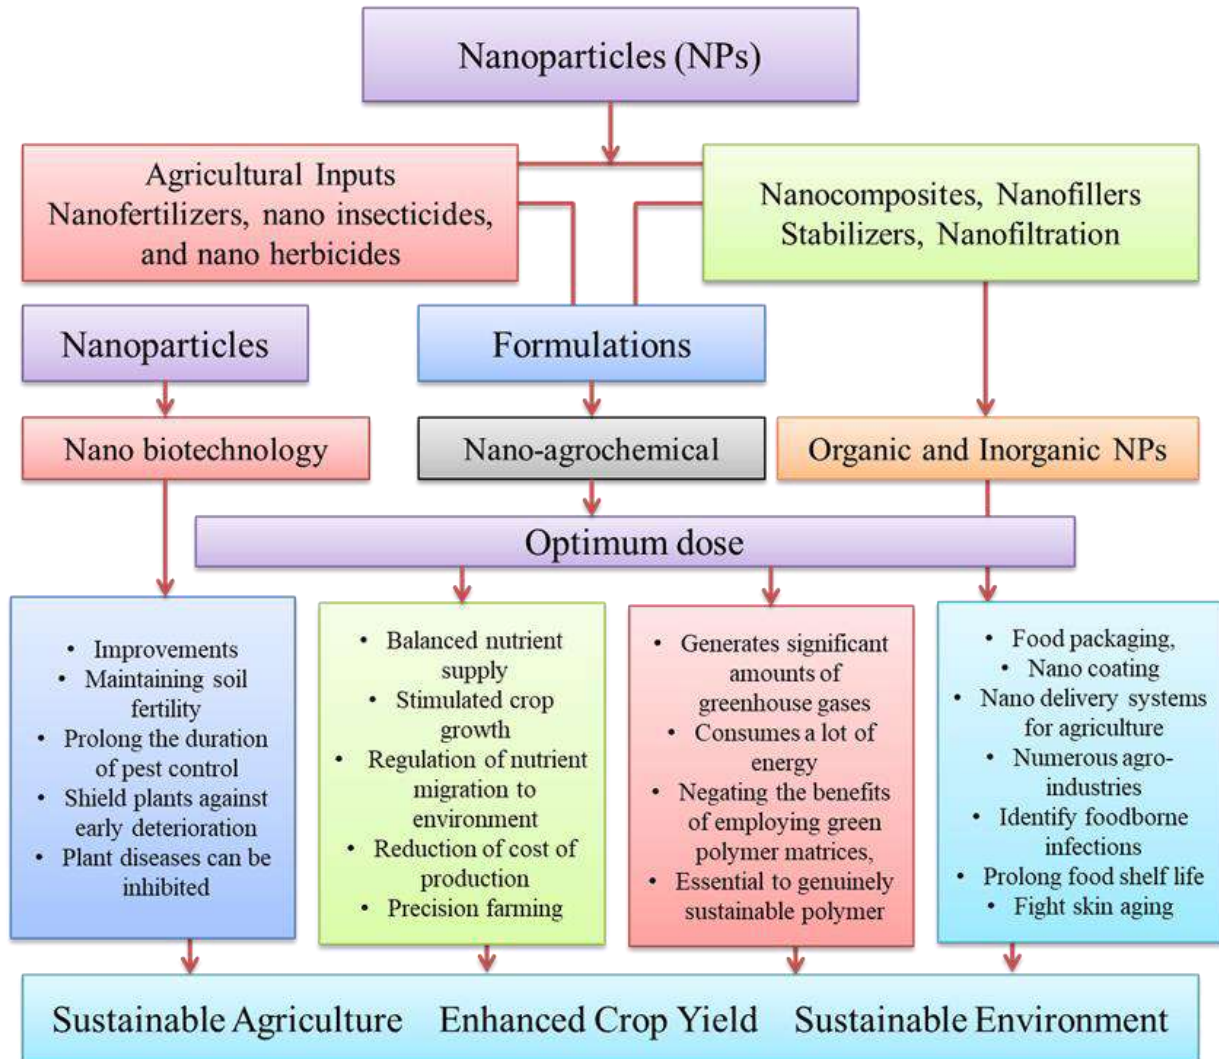 Nanoparticles (NPs)
Agricultural Inputs
Nanofertilizers, nano insecticides,
and nano herbicides
Nanocomposites, Nanofillers
Stabilizers, Nanofiltration
Nanoparticles
Formulations
Nano biotechnology
Nano-agrochemical
Organic and Inorganic NPs
Optimum dose
• Improvements
• Maintaining soil
fertility
• Prolong the duration
of pest control
• Shield plants against
early deterioration
• Plant diseases can be
inhibited
• Balanced nutrient
supply
• Stimulated crop
growth
• Regulation of nutrient
migration to
environment
• Reduction of cost of
production
• Precision farming
• Generates significant
amounts of
greenhouse gases
• Consumes a lot of
energy
• Negating the benefits
of employing green
polymer matrices,
• Essential to genuinely
sustainable polymer
• Food packaging,
• Nano coating
• Nano delivery systems
for agriculture
• Numerous agro-
industries
• Identify foodborne
infections
• Prolong food shelf life
• Fight skin aging
Sustainable Agriculture Enhanced Crop Yield Sustainable Environment